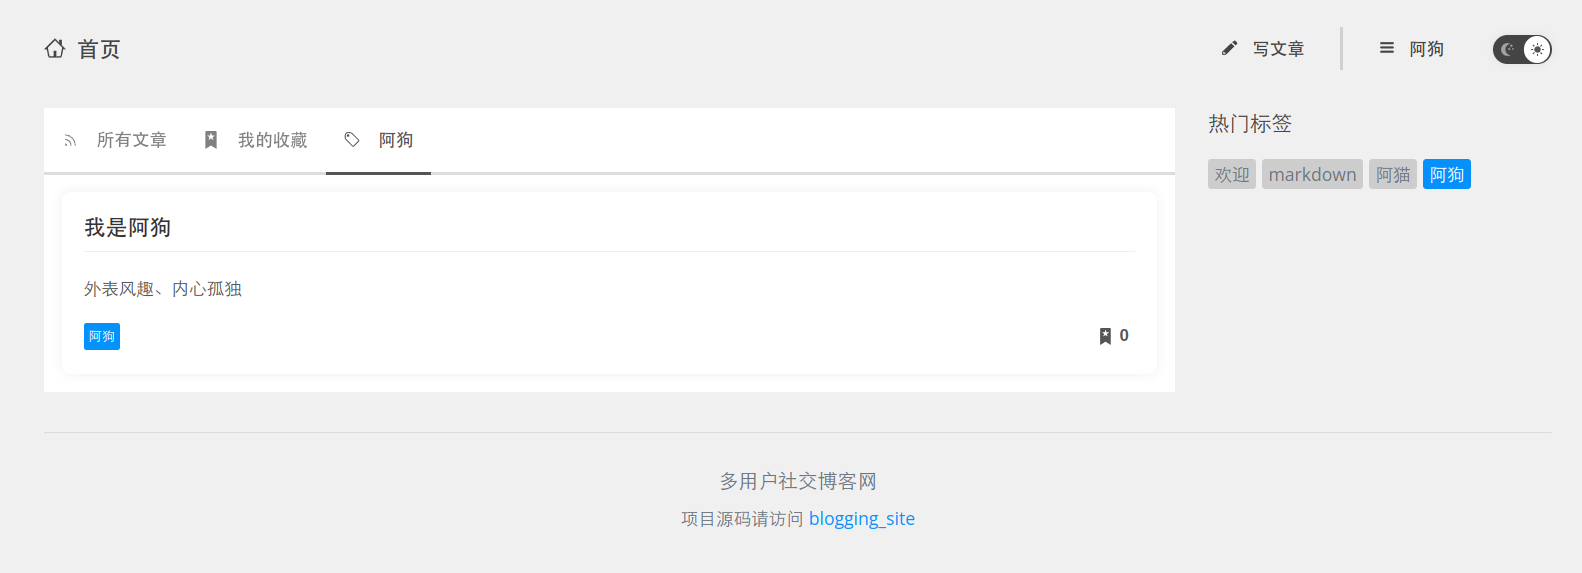 首页
写文章
阿狗
所有文章 我的收藏 阿狗
热门标签
欢迎 markdown 阿猫 阿狗
我是阿狗
外表风趣、内心孤独
阿狗
0
多用户社交博客网
项目源码请访问 blogging_site